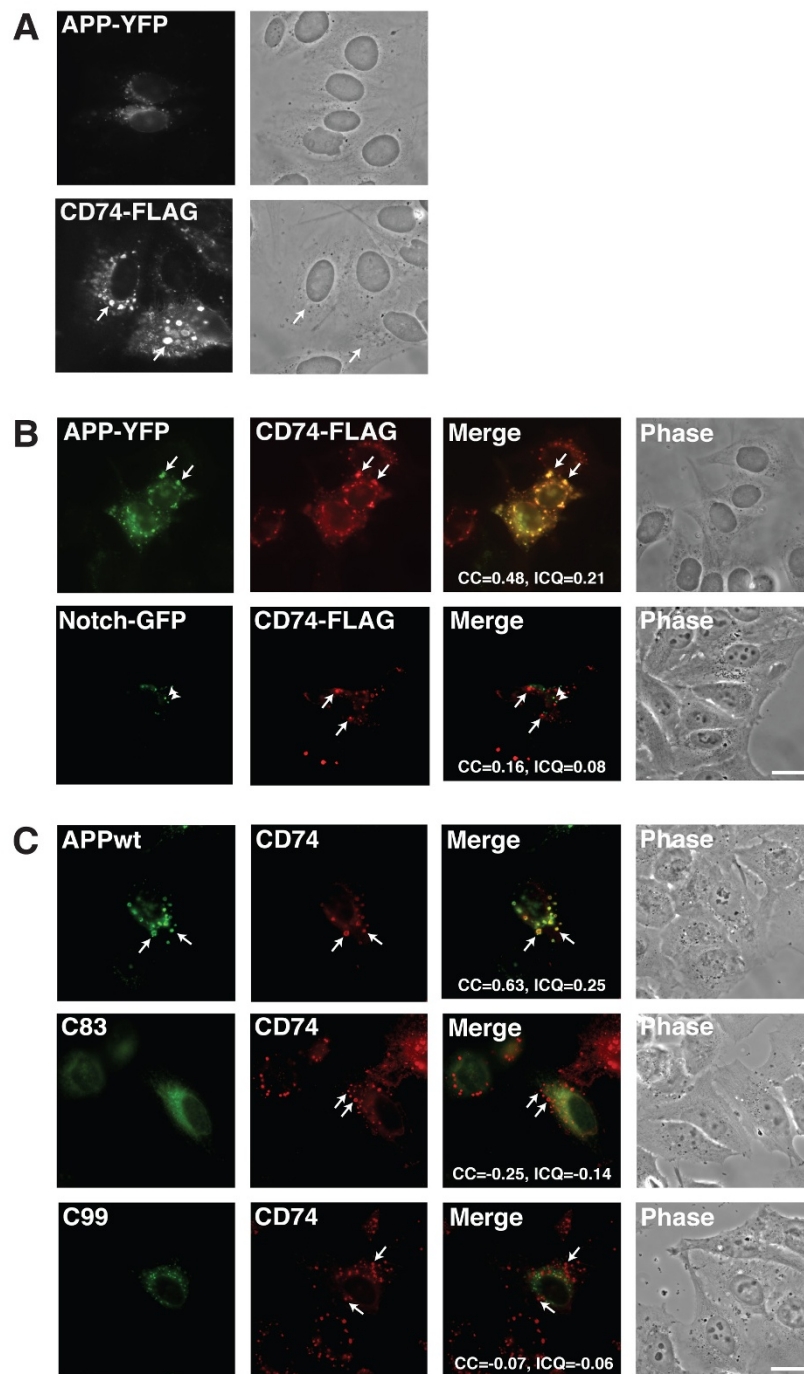 A
APP-YFP
CD74-FLAG
B
APP-YFP CD74-FLAG Merge Phase
CC=0.48, ICQ=0.21
Notch-GFP CD74-FLAG Merge Phase
CC=0.16, ICQ=0.08
C
APPwt CD74 Merge Phase
CC=0.63, ICQ=0.25
C83 CD74 Merge Phase
CC=-0.25, ICQ=-0.14
C99 CD74 Merge Phase
CC=-0.07, ICQ=-0.06